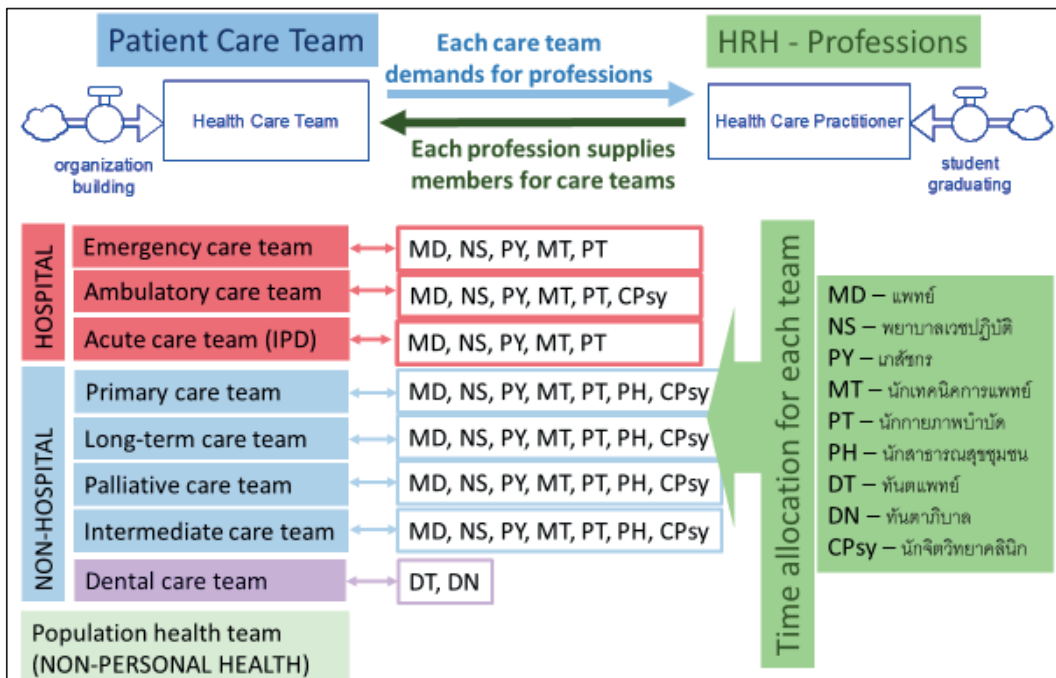 Patient Care Team
Each care team
demands for professions
HRH - Professions
Health Care Team
Health Care Practitioner
organization
building
Each profession supplies
members for care teams
student
graduating
HOSPITAL
Emergency care team
MD, NS, PY, MT, PT
Ambulatory care team
MD, NS, PY, MT, PT, CPsy
Acute care team (IPD)
MD, NS, PY, MT, PT
NON-HOSPITAL
Primary care team
MD, NS, PY, MT, PT, PH, CPsy
Long-term care team
MD, NS, PY, MT, PT, PH, CPsy
Palliative care team
MD, NS, PY, MT, PT, PH, CPsy
Intermediate care team
MD, NS, PY, MT, PT, PH, CPsy
Dental care team
DT, DN
Population health team
(NON-PERSONAL HEALTH)
Time allocation for each team
MD – แพทย์
NS – พยาบาลเวชปฏิบัติ
PY – เภสัชกร
MT – นักเทคนิคการแพทย์
PT – นักกายภาพบำบัด
PH – นักสาธารณสุขชุมชน
DT – ทันตแพทย์
DN – ทันตาภิบาล
CPsy – นักจิตวิทยาคลินิก